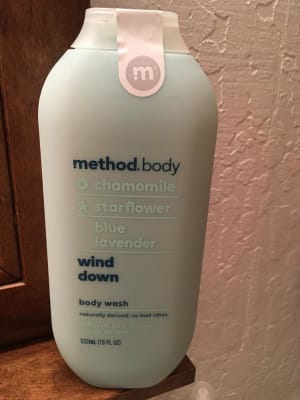 m
method. body
chamomile
starflower
blue
lavender
wind
down
body wash
naturally derived: no bad vibes
532mL (18 FL OZ)